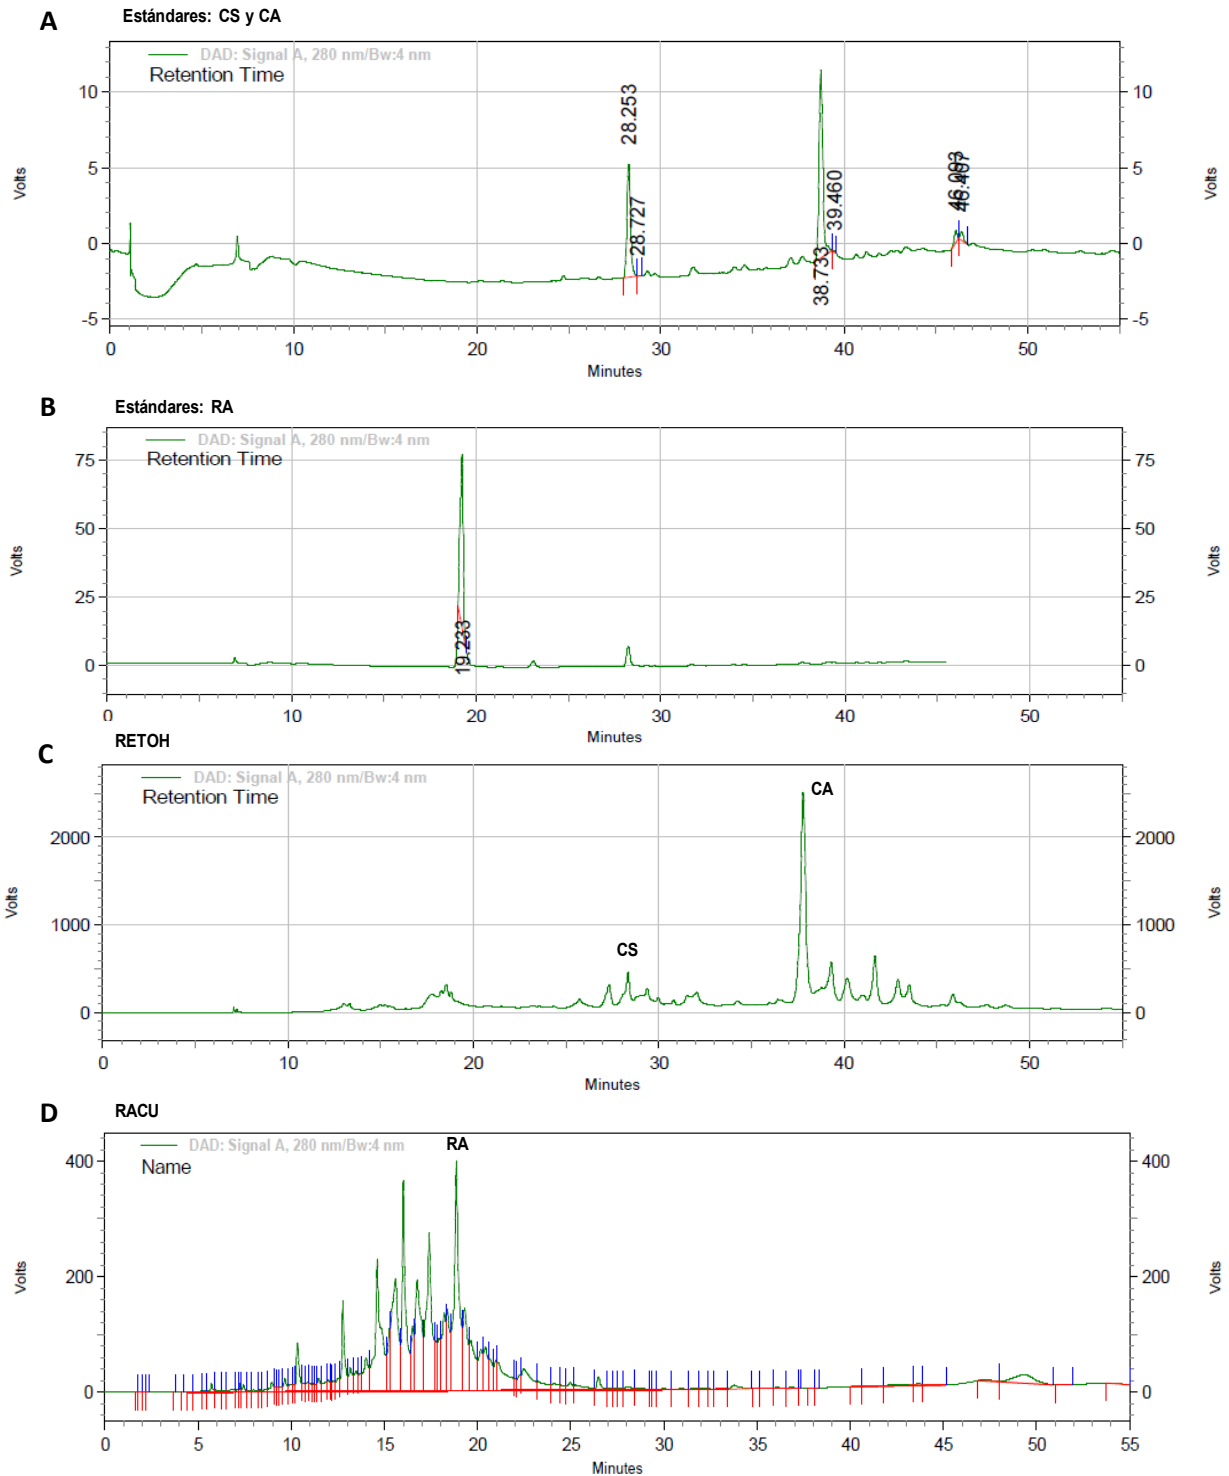 A
Estándares: CS y CA
DAD: Signal A, 280 nm/Bw:4 nm
Retention Time
28.253
28.727
38.733
39.460
10
5
0
-5
10
5
0
-5
Volts
Volts
0 10 20 30 40 50
Minutes
B
Estándares: RA
DAD: Signal A, 280 nm/Bw:4 nm
Retention Time
19.233
75
50
25
0
75
50
25
0
Volts
Volts
0 10 20 30 40 50
Minutes
C
RETOH
DAD: Signal A, 280 nm/Bw:4 nm
Retention Time
CS
CA
2000
1000
0
2000
1000
0
Volts
Volts
0 10 20 30 40 50
Minutes
D
RACU
DAD: Signal A, 280 nm/Bw:4 nm
Name
RA
400
200
0
400
200
0
Volts
Volts
0 5 10 15 20 25 30 35 40 45 50 55
Minutes